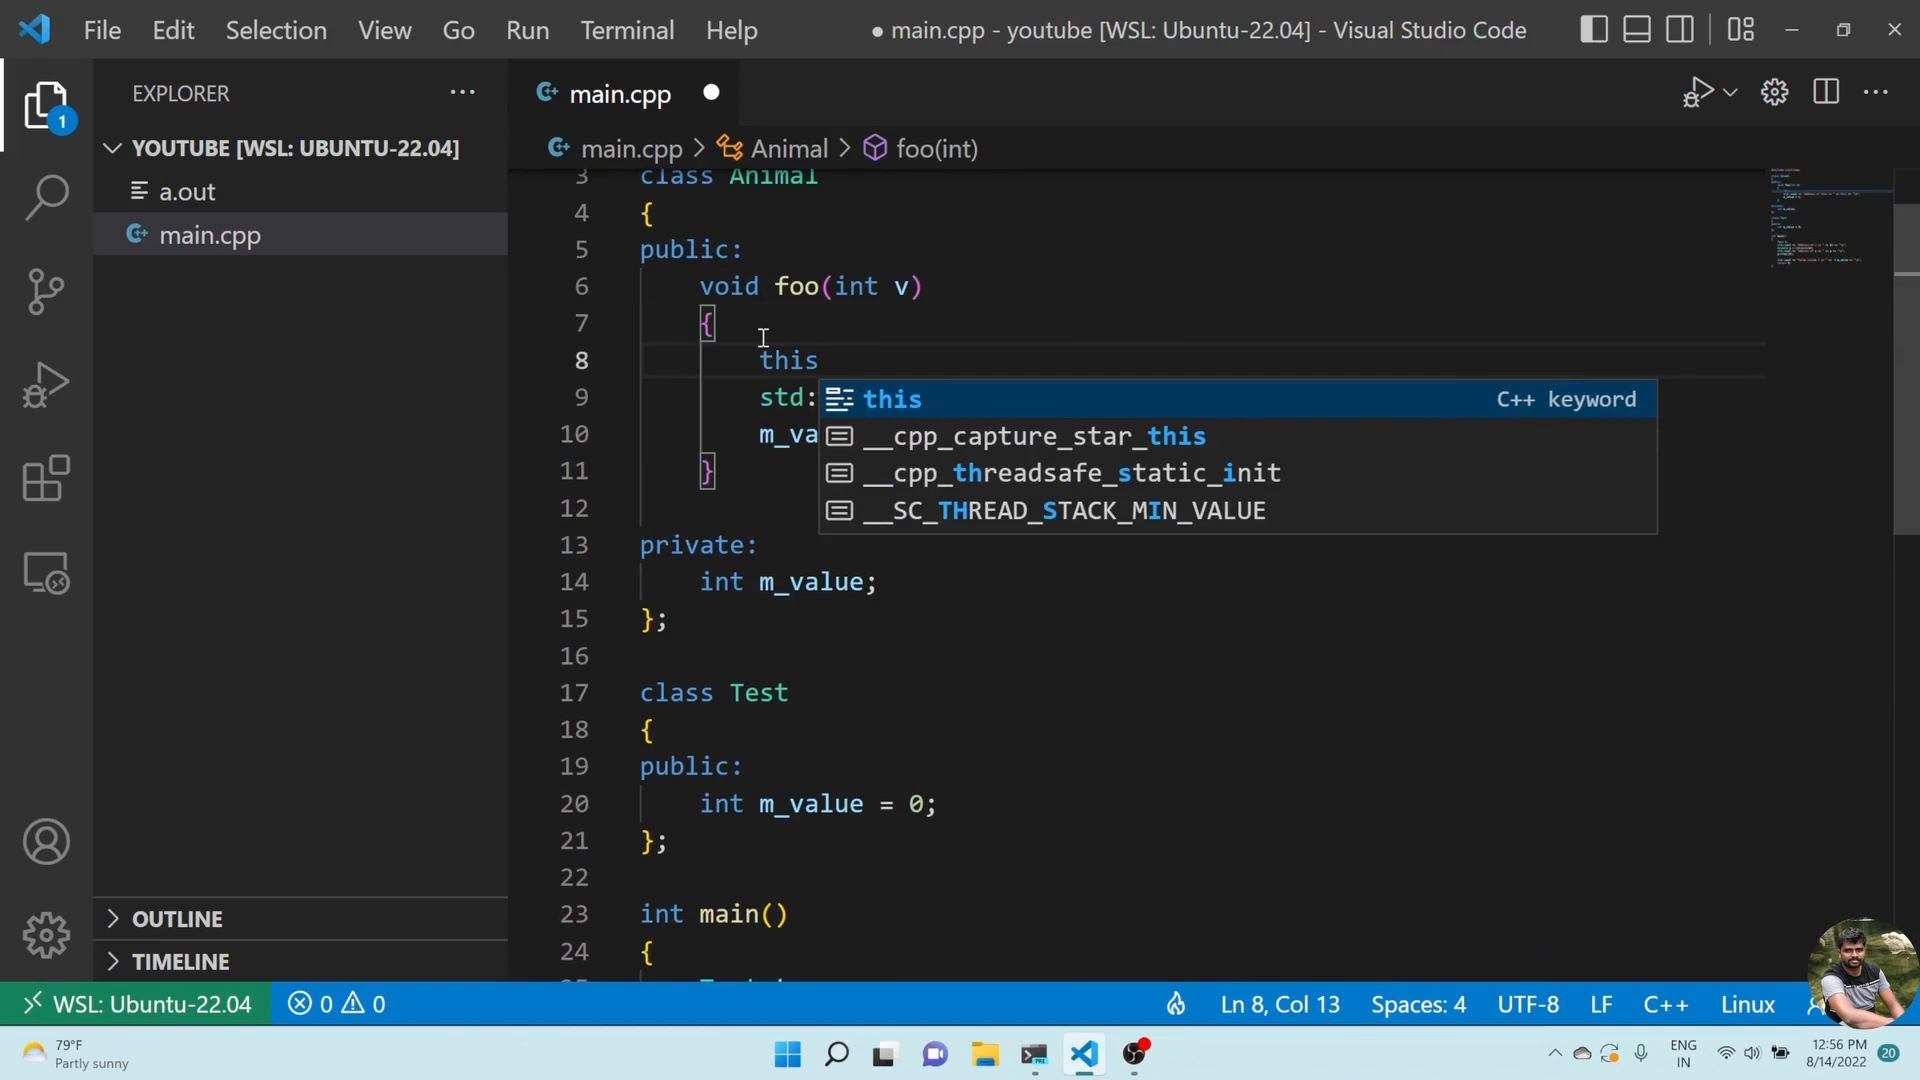 File Edit Selection View Go Run Terminal Help
● main.cpp - youtube [WSL: Ubuntu-22.04] - Visual Studio Code
EXPLORER
YOUTUBE [WSL: UBUNTU-22.04]
a.out
main.cpp
1
OUTLINE
TIMELINE
main.cpp
main.cpp > Animal > foo(int)
3 class Animal
4 {
5 public:
6 void foo(int v)
7 {
8 this
9 std:
10 m_va
11 }
12
13 private:
14 int m_value;
15 };
16
17 class Test
18 {
19 public:
20 int m_value = 0;
21 };
22
23 int main()
24 {
this C++ keyword
__cpp_capture_star_this
__cpp_threadsafe_static_init
__SC_THREAD_STACK_MIN_VALUE
WSL: Ubuntu-22.04 0 0 Ln 8, Col 13 Spaces: 4 UTF-8 LF C++ Linux
79°F
Partly sunny
ENG
IN
12:56 PM
8/14/2022
20